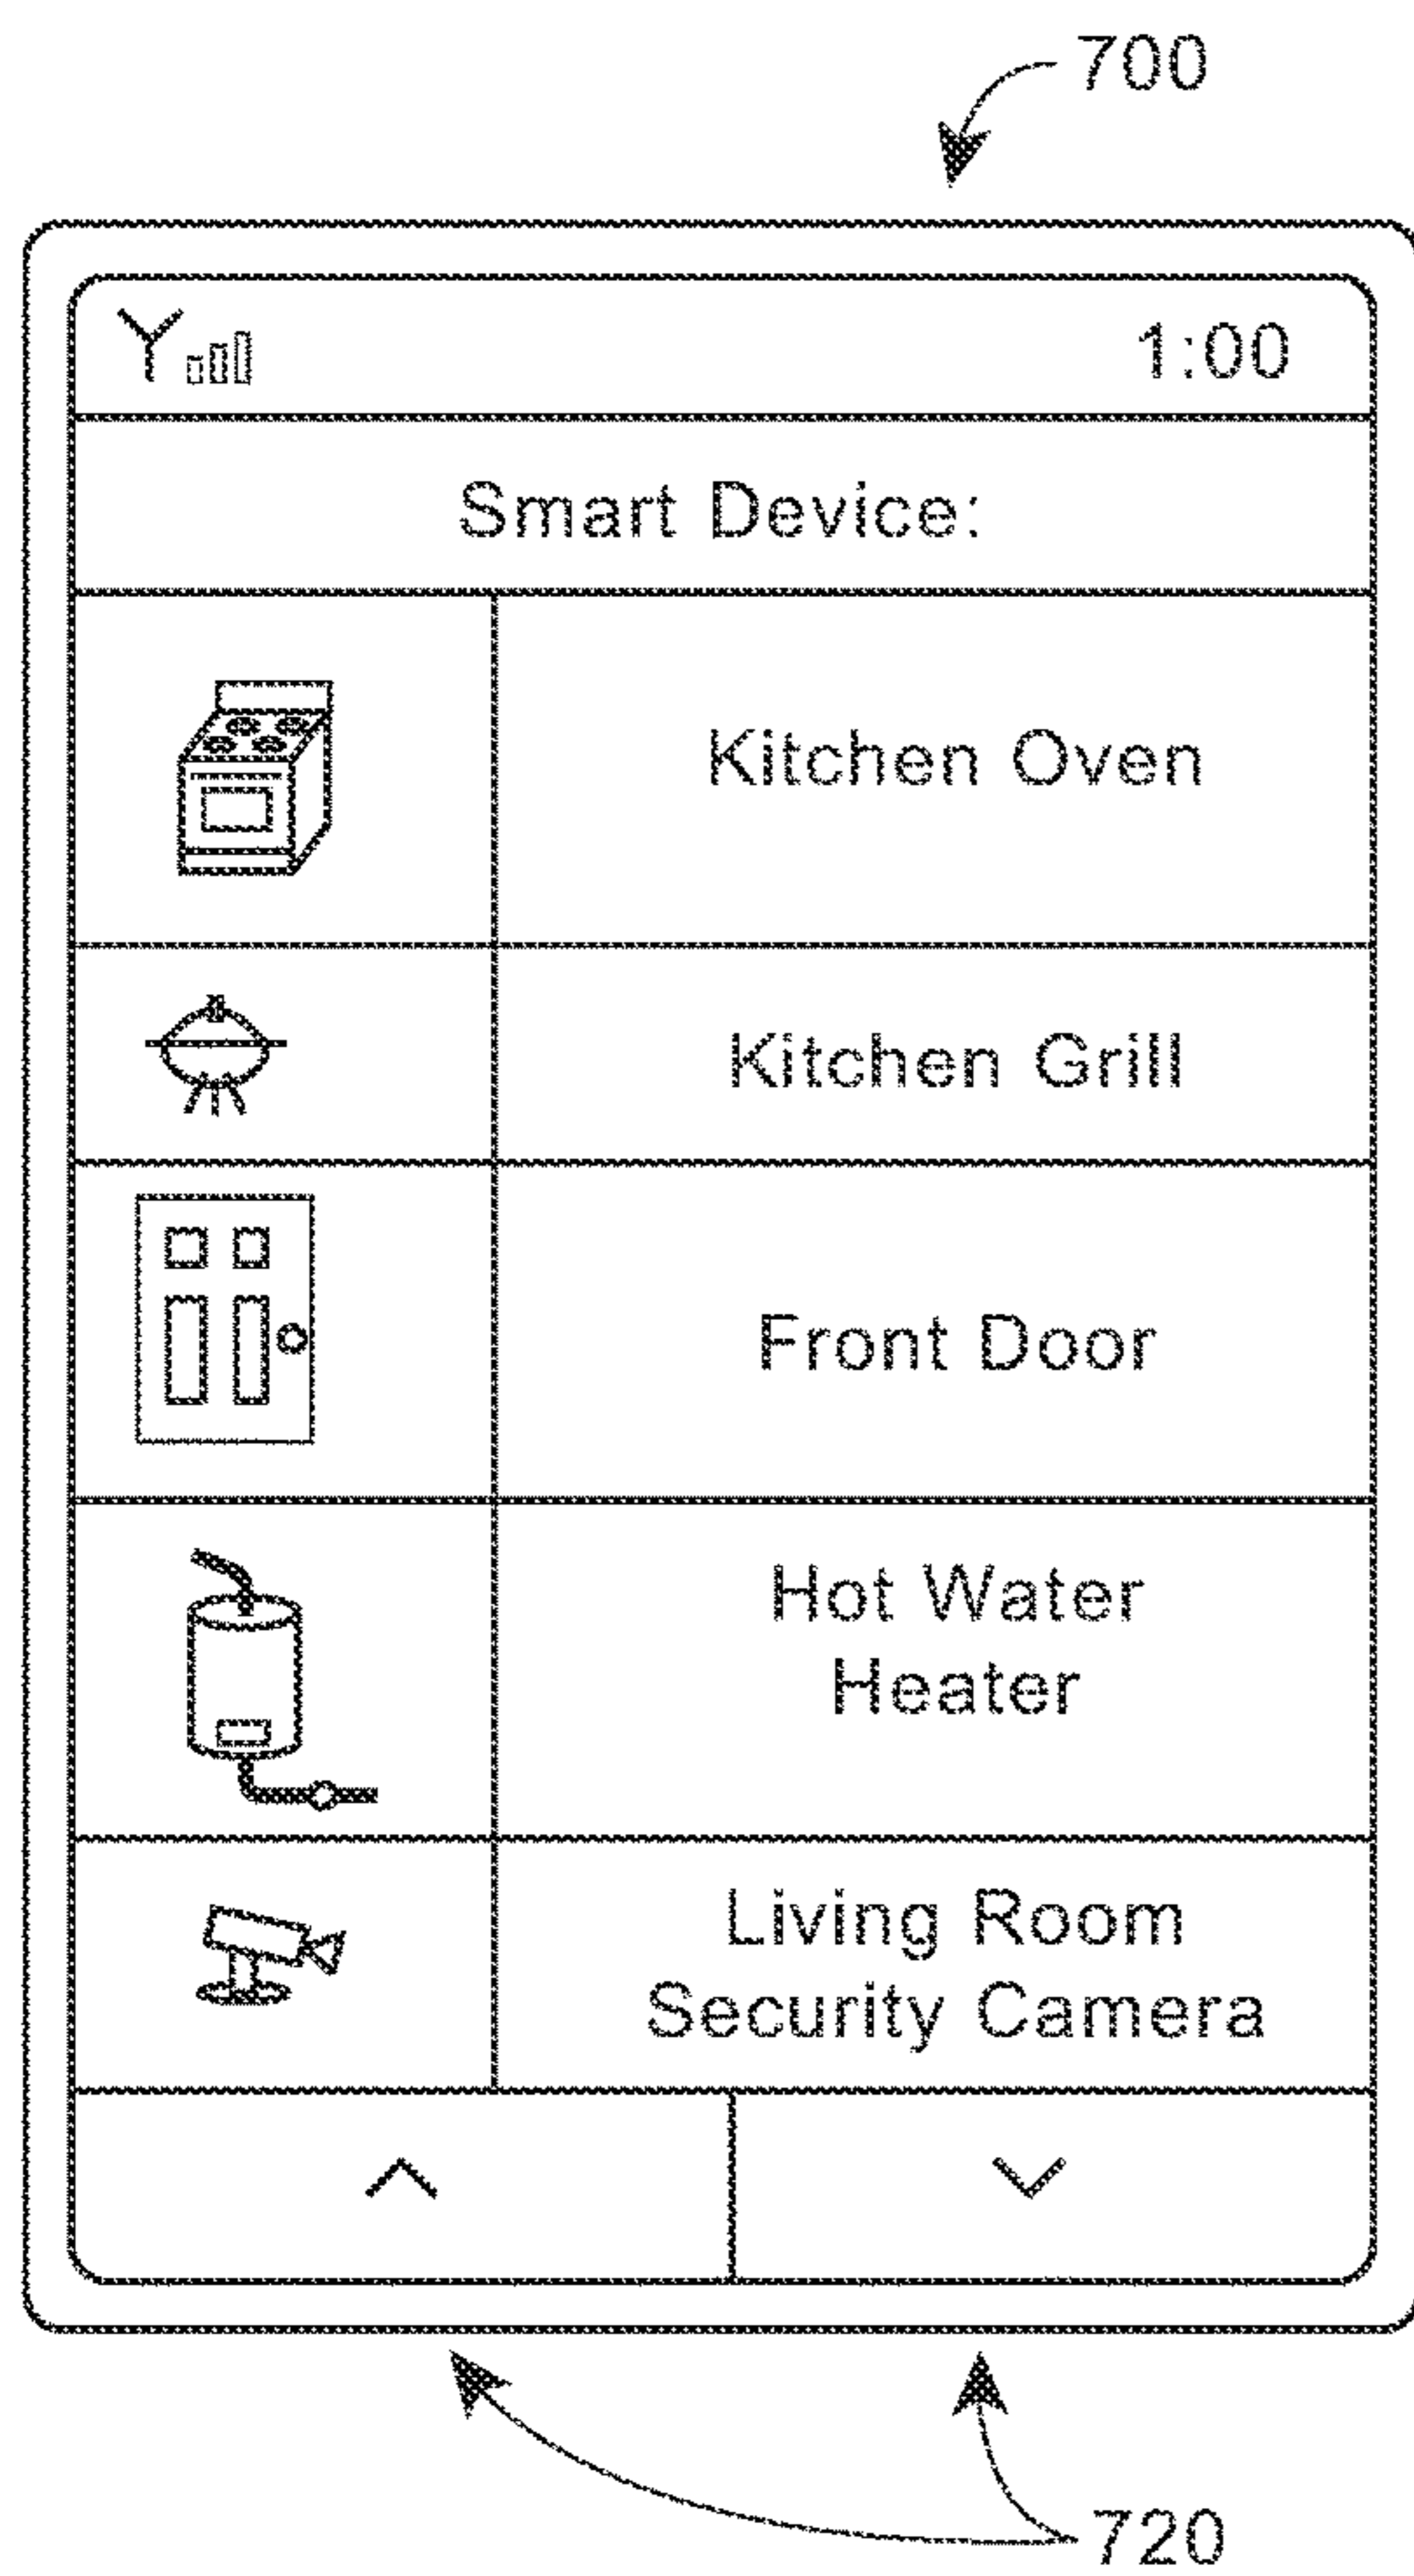 700
1:00
Smart Device:
Kitchen Oven
Kitchen Grill
Front Door
Hot Water
Heater
Living Room
Security Camera
720